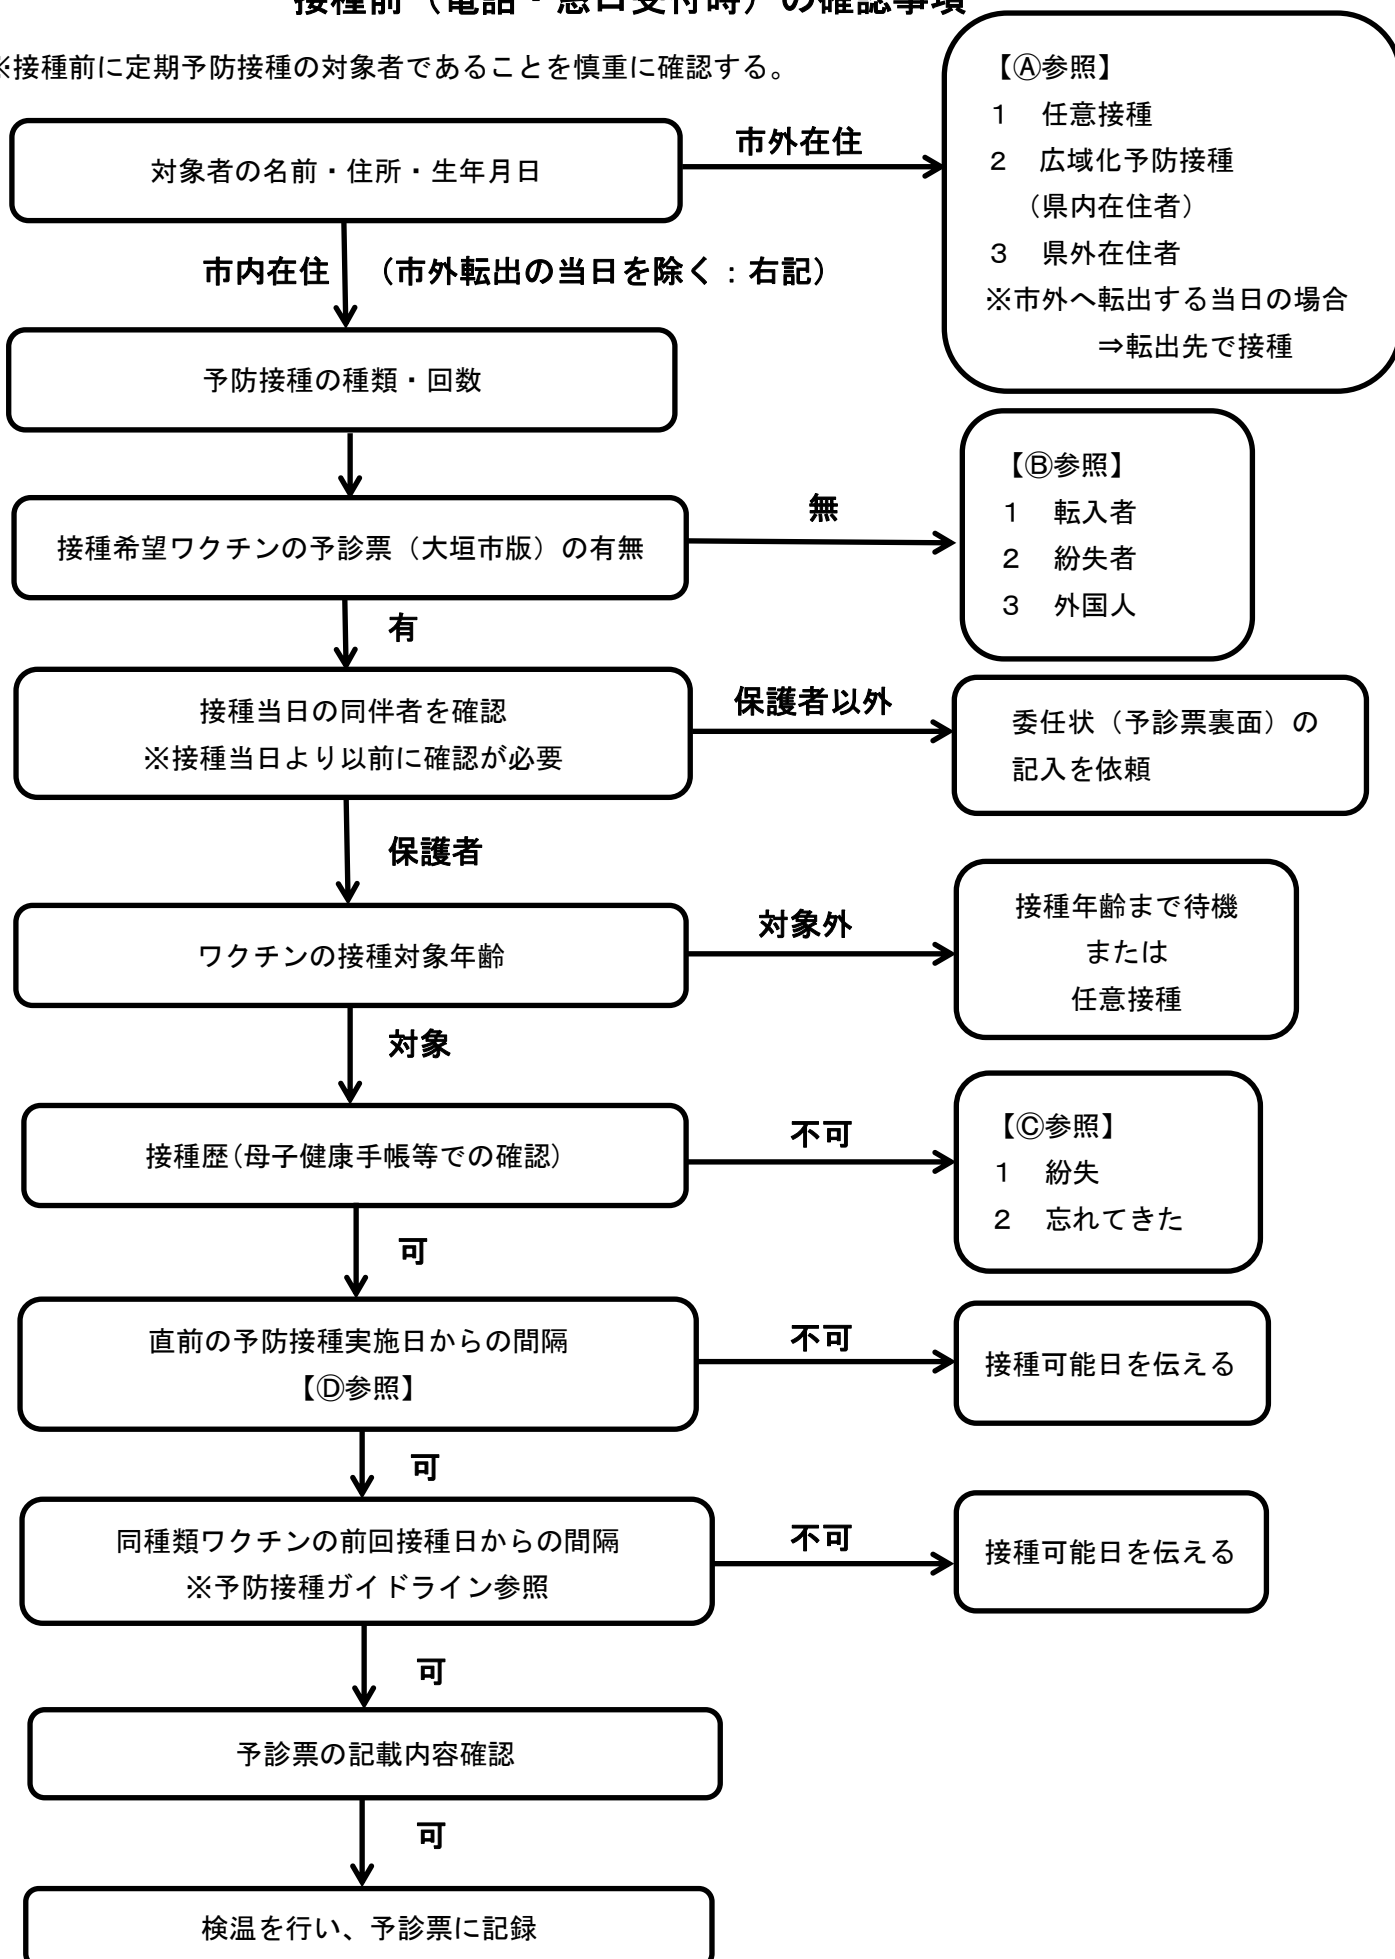 接種前（電話・窓口受付時）の確認事項
※接種前に定期予防接種の対象者であることを慎重に確認する。
対象者の名前・住所・生年月日
市外在住
【Ⓐ参照】
１　任意接種
２　広域化予防接種
（県内在住者）
３　県外在住者
※市外へ転出する当日の場合
⇒転出先で接種
市内在住　（市外転出の当日を除く：右記）
予防接種の種類・回数
接種希望ワクチンの予診票（大垣市版）の有無
無
【Ⓑ参照】
１　転入者
２　紛失者
３　外国人
有
接種当日の同伴者を確認
※接種当日より以前に確認が必要
保護者以外
委任状（予診票裏面）の
記入を依頼
保護者
ワクチンの接種対象年齢
対象外
接種年齢まで待機
または
任意接種
対象
接種歴(母子健康手帳等での確認)
不可
【Ⓒ参照】
１　紛失
２　忘れてきた
可
直前の予防接種実施日からの間隔
【Ⓓ参照】
不可
接種可能日を伝える
可
同種類ワクチンの前回接種日からの間隔
※予防接種ガイドライン参照
不可
接種可能日を伝える
可
予診票の記載内容確認
可
検温を行い、予診票に記録